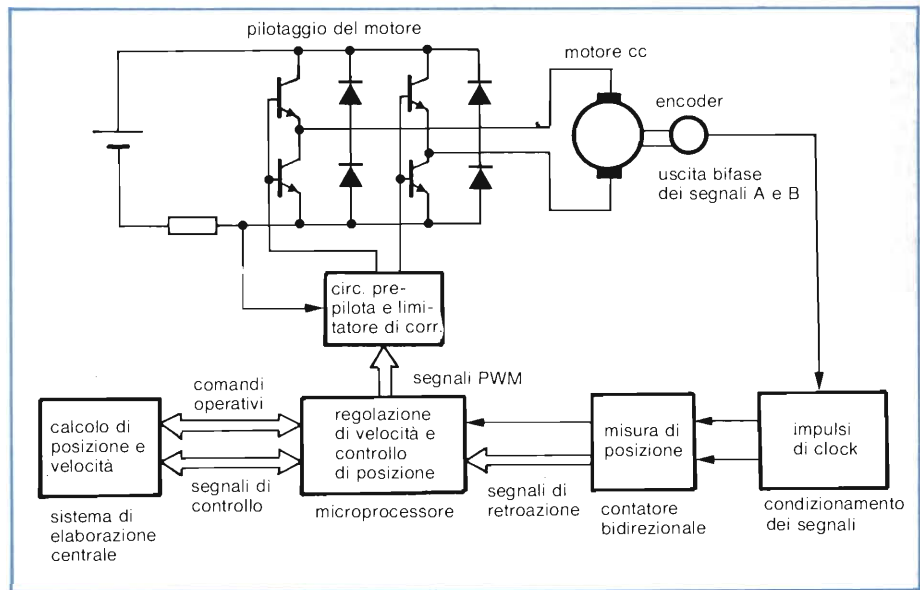 pilotaggio del motore
motore cc
encoder
uscita bifase
dei segnali A e B
circ. pre-
pilota e limi-
tatore di corr.
segnali PWM
comandi
operativi
calcolo di
posizione e
velocità
segnali di
controllo
sistema di
elaborazione
centrale
regolazione
di velocità e
controllo
di posizione
microprocessore
segnali di
retroazione
misura di
posizione
contatore
bidirezionale
impulsi
di clock
condizionamento
dei segnali